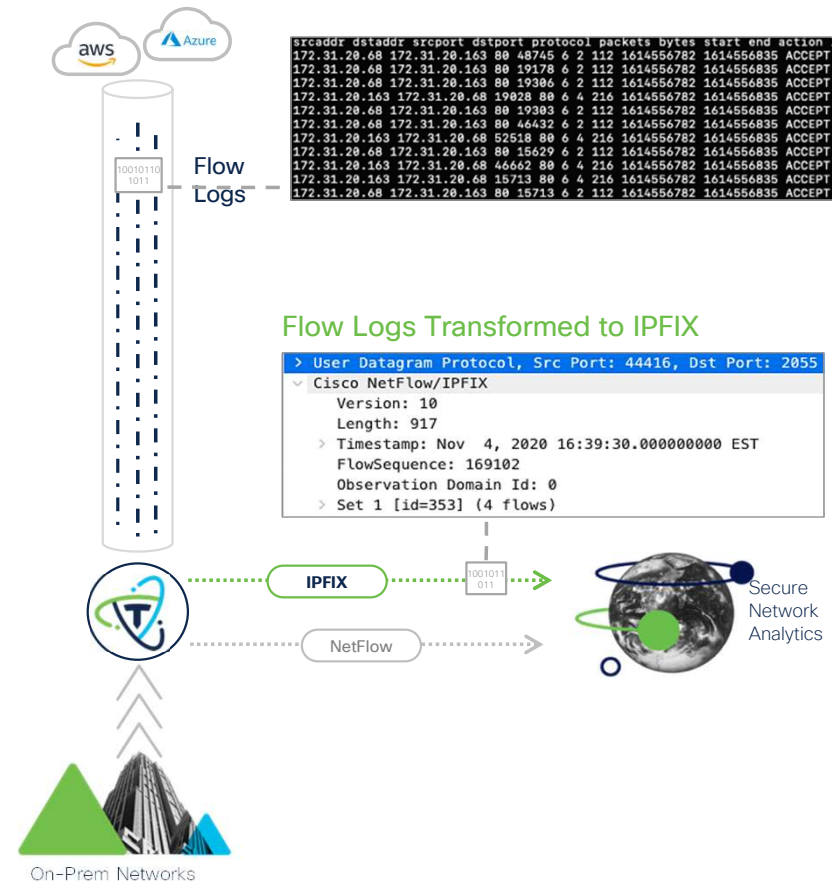 aws
Azure
srcaddr dstaddr srcport dstport protocol packets bytes start end action
172.31.20.68 172.31.20.163 80 48745 6 2 112 1614556782 1614556835 ACCEPT
172.31.20.68 172.31.20.163 80 19178 6 2 112 1614556782 1614556835 ACCEPT
172.31.20.68 172.31.20.163 80 19306 6 2 112 1614556782 1614556835 ACCEPT
172.31.20.163 172.31.20.68 19028 80 6 4 216 1614556782 1614556835 ACCEPT
172.31.20.68 172.31.20.163 80 19303 6 2 112 1614556782 1614556835 ACCEPT
172.31.20.68 172.31.20.163 80 46432 6 2 112 1614556782 1614556835 ACCEPT
172.31.20.163 172.31.20.68 52518 80 6 4 216 1614556782 1614556835 ACCEPT
172.31.20.68 172.31.20.163 80 15629 6 2 112 1614556782 1614556835 ACCEPT
172.31.20.163 172.31.20.68 46662 80 6 4 216 1614556782 1614556835 ACCEPT
172.31.20.163 172.31.20.68 15713 80 6 4 216 1614556782 1614556835 ACCEPT
172.31.20.68 172.31.20.163 80 15713 6 2 112 1614556782 1614556835 ACCEPT
10010110
1011
Flow
Logs
Flow Logs Transformed to IPFIX
> User Datagram Protocol, Src Port: 44416, Dst Port: 2055
Cisco NetFlow/IPFIX
Version: 10
Length: 917
> Timestamp: Nov 4, 2020 16:39:30.000000000 EST
FlowSequence: 169102
Observation Domain Id: 0
> Set 1 [id=353] (4 flows)
IPFIX
1001011
011
T
NetFlow
Secure
Network
Analytics
On-Prem Networks